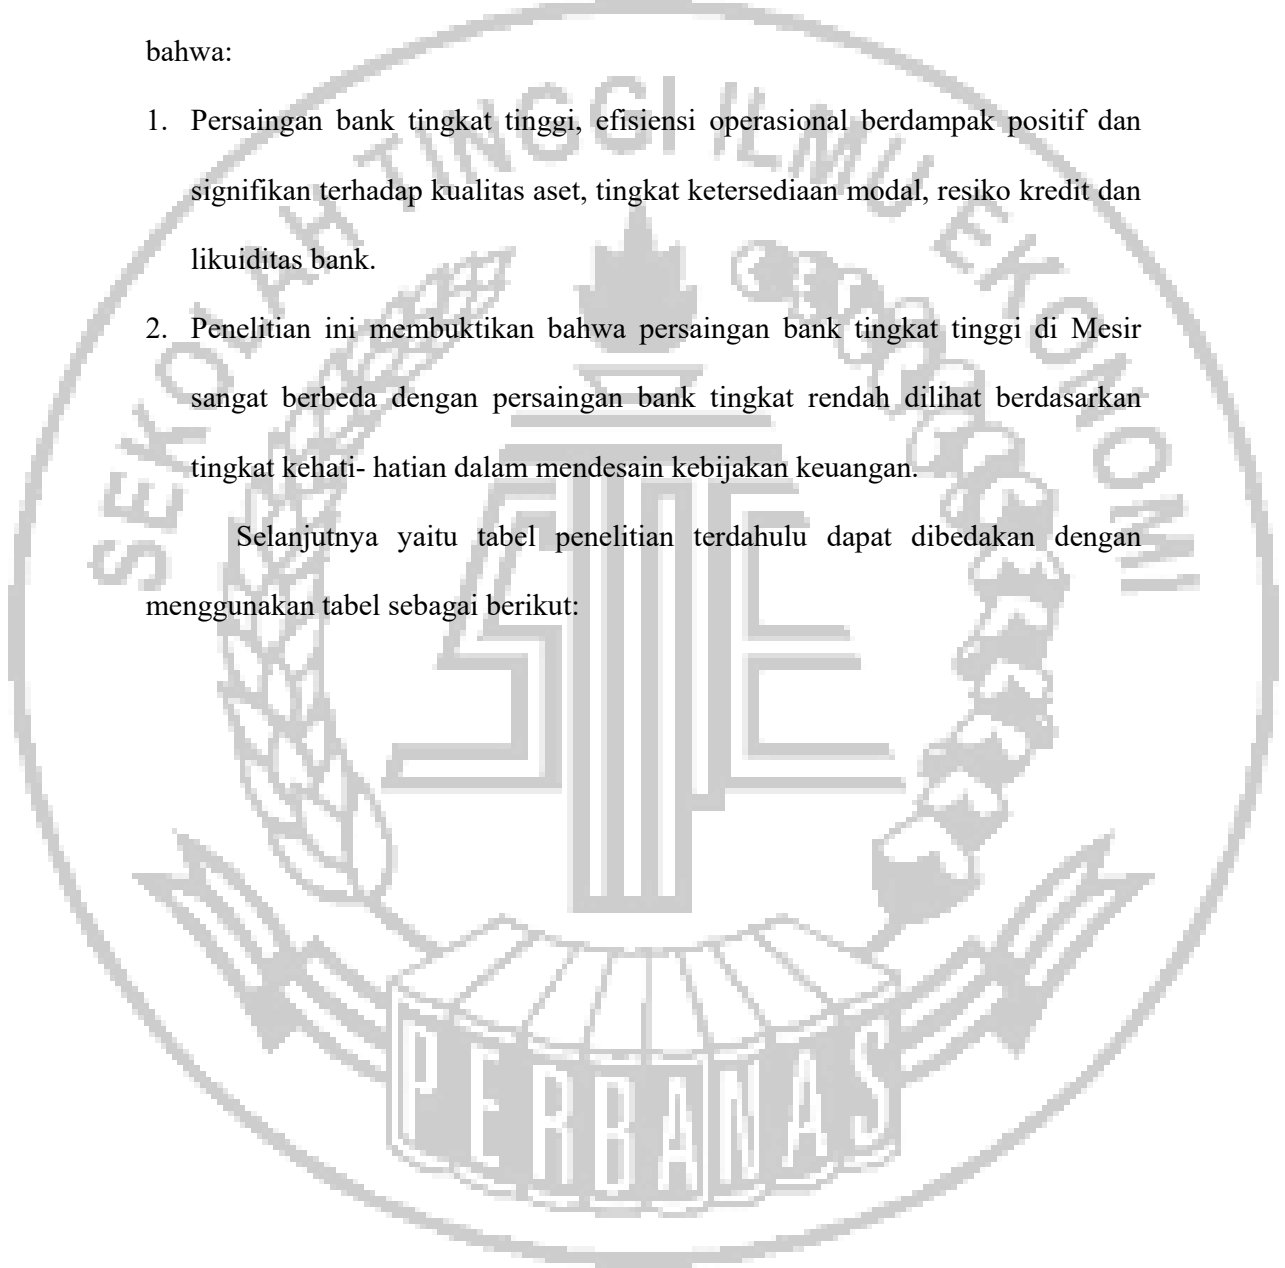 bahwa:
1. Persaingan bank tingkat tinggi, efisiensi operasional berdampak positif dan
signifikan terhadap kualitas aset, tingkat ketersediaan modal, resiko kredit dan
likuiditas bank.
2. Penelitian ini membuktikan bahwa persaingan bank tingkat tinggi di Mesir
sangat berbeda dengan persaingan bank tingkat rendah dilihat berdasarkan
tingkat kehati- hatian dalam mendesain kebijakan keuangan.
Selanjutnya yaitu tabel penelitian terdahulu dapat dibedakan dengan
menggunakan tabel sebagai berikut:
SEKOLAH TINGGI ILMU EKONOMI
PERBANAS